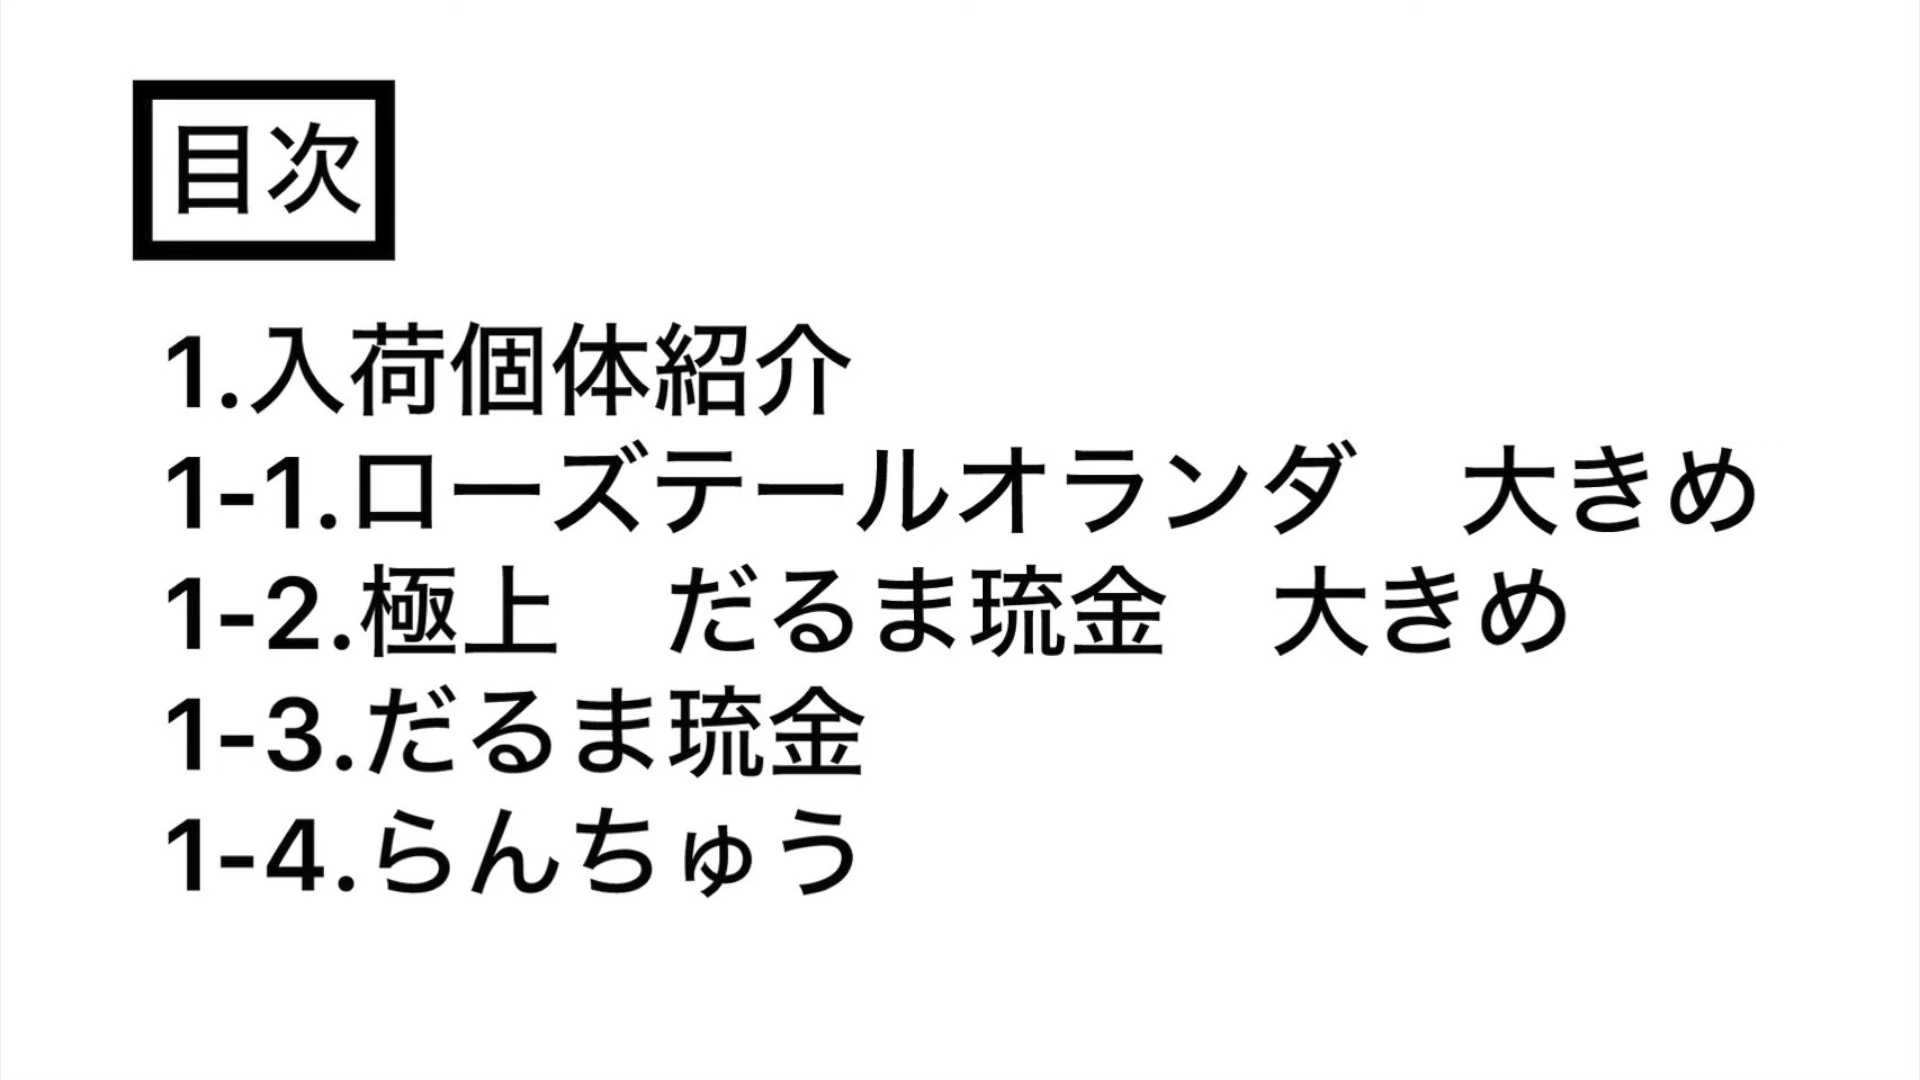 目次
1.入荷個体紹介
1-1.ローズテールオランダ　大きめ
1-2.極上　だるま琉金　大きめ
1-3.だるま琉金
1-4.らんちゅう